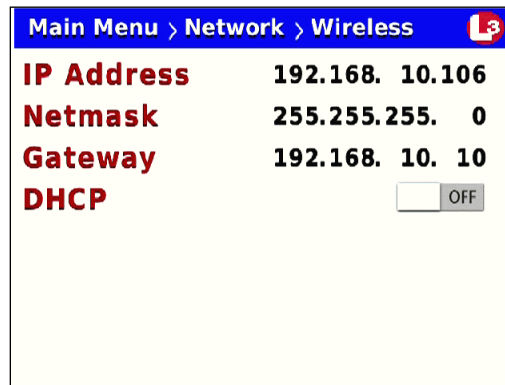 Main Menu > Network > Wireless L3
IP Address 192.168. 10.106
Netmask 255.255.255. 0
Gateway 192.168. 10. 10
DHCP OFF